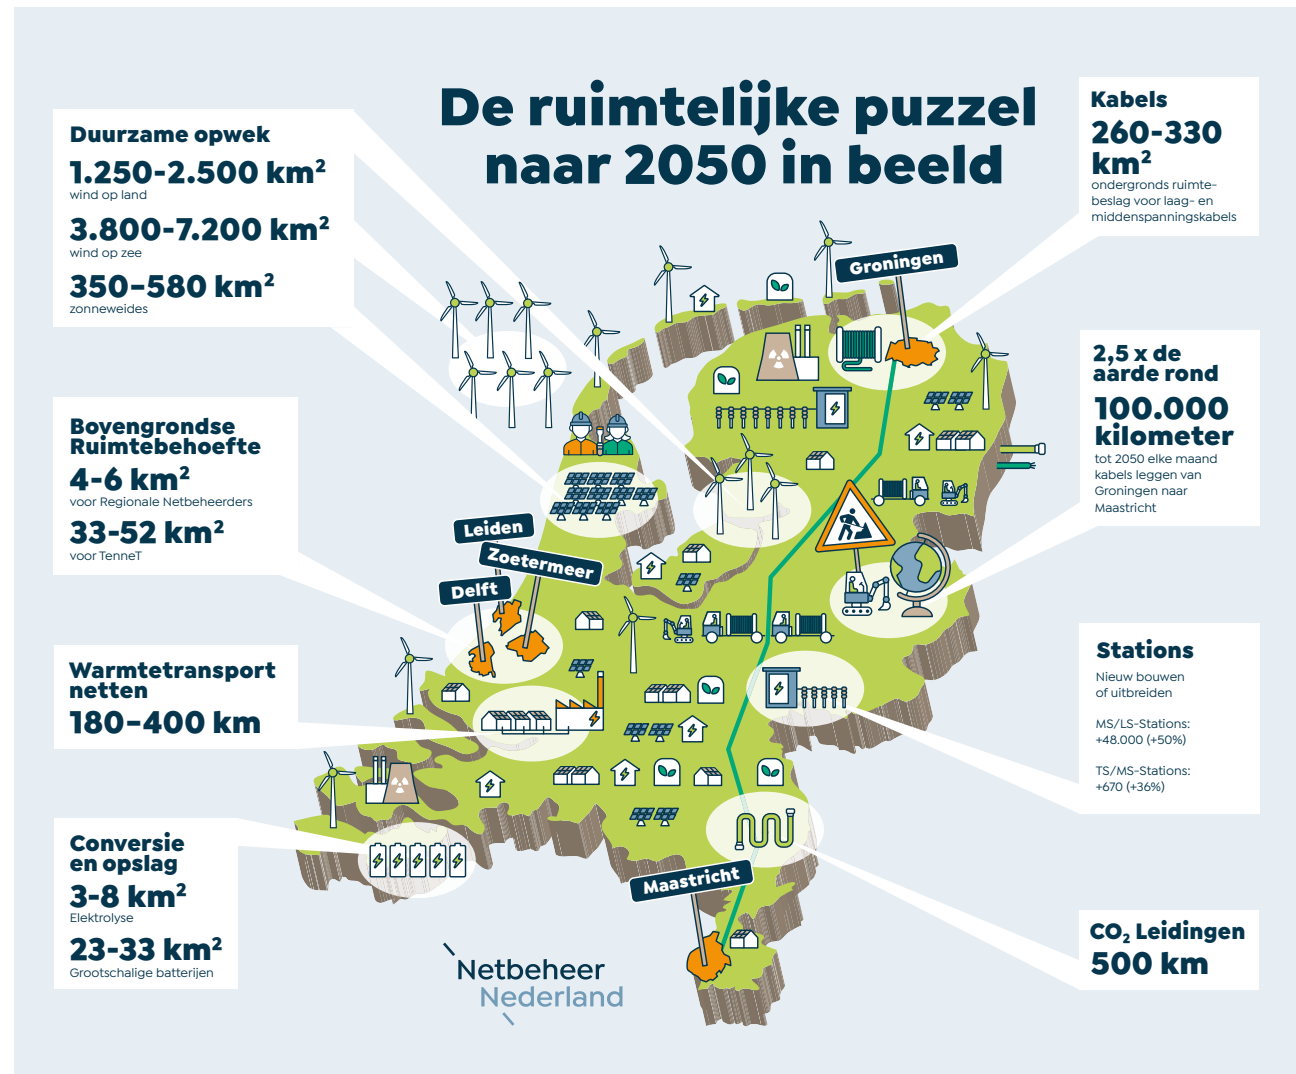 De ruimtelijke puzzel
naar 2050 in beeld
Duurzame opwek
1.250-2.500 km²
wind op land
3.800-7.200 km²
wind op zee
350-580 km²
zonneweides
Bovengrondse
Ruimtebehoefte
4-6 km²
voor Regionale Netbeheerders
33-52 km²
voor TenneT
Warmtetransport
netten
180-400 km
Conversie
en opslag
3-8 km²
Elektrolyse
23-33 km²
Grootschalige batterijen
Groningen
Leiden
Zoetermeer
Delft
Maastricht
Netbeheer
Nederland
Kabels
260-330
km²
ondergronds ruimte-
beslag voor laag- en
middenspanningskabels
2,5 x de
aarde rond
100.000
kilometer
tot 2050 elke maand
kabels leggen van
Groningen naar
Maastricht
Stations
Nieuw bouwen
of uitbreiden
MS/LS-Stations:
+48.000 (+50%)
TS/MS-Stations:
+670 (+36%)
CO₂ Leidingen
500 km